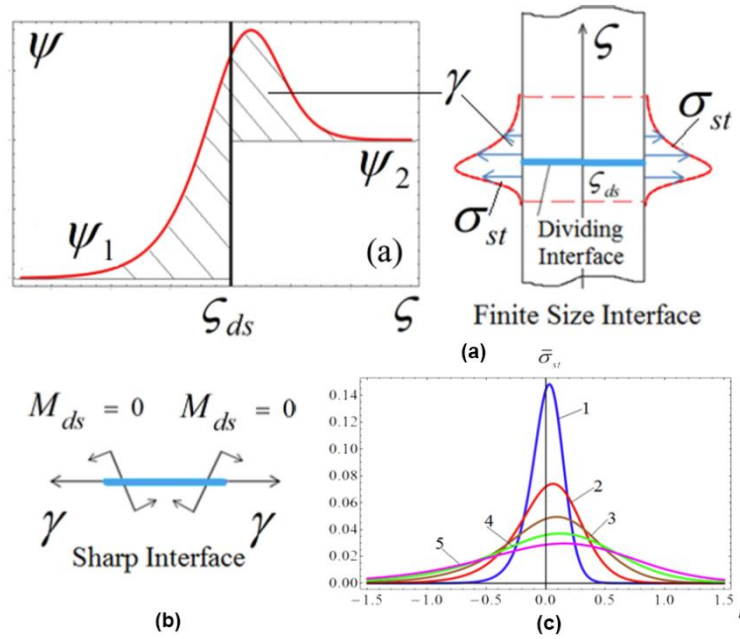 ψ
ψ₁
ψ₂
(a)
ς_ds
ς
γ
ς
σ_st
σ_st
ς_ds
Dividing
Interface
Finite Size Interface
(a)
M_ds = 0 M_ds = 0
γ γ
Sharp Interface
(b)
σ̄_st
0.14
0.12
0.10
0.08
0.06
0.04
0.02
0.00
1
2
3
4
5
−1.5 −1.0 −0.5 0.0 0.5 1.0 1.5
(c)